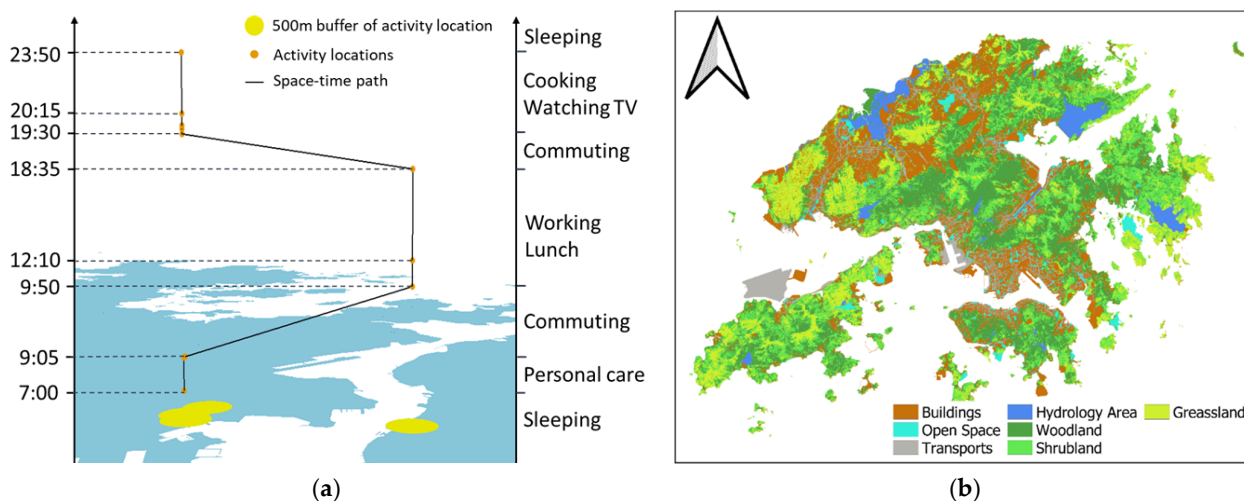 500m buffer of activity location
Activity locations
Space-time path
23:50
20:15
19:30
18:35
12:10
9:50
9:05
7:00
Sleeping
Cooking
Watching TV
Commuting
Working
Lunch
Commuting
Personal care
Sleeping
(a)
Buildings
Open Space
Transports
Hydrology Area
Woodland
Shrubland
Greassland
(b)